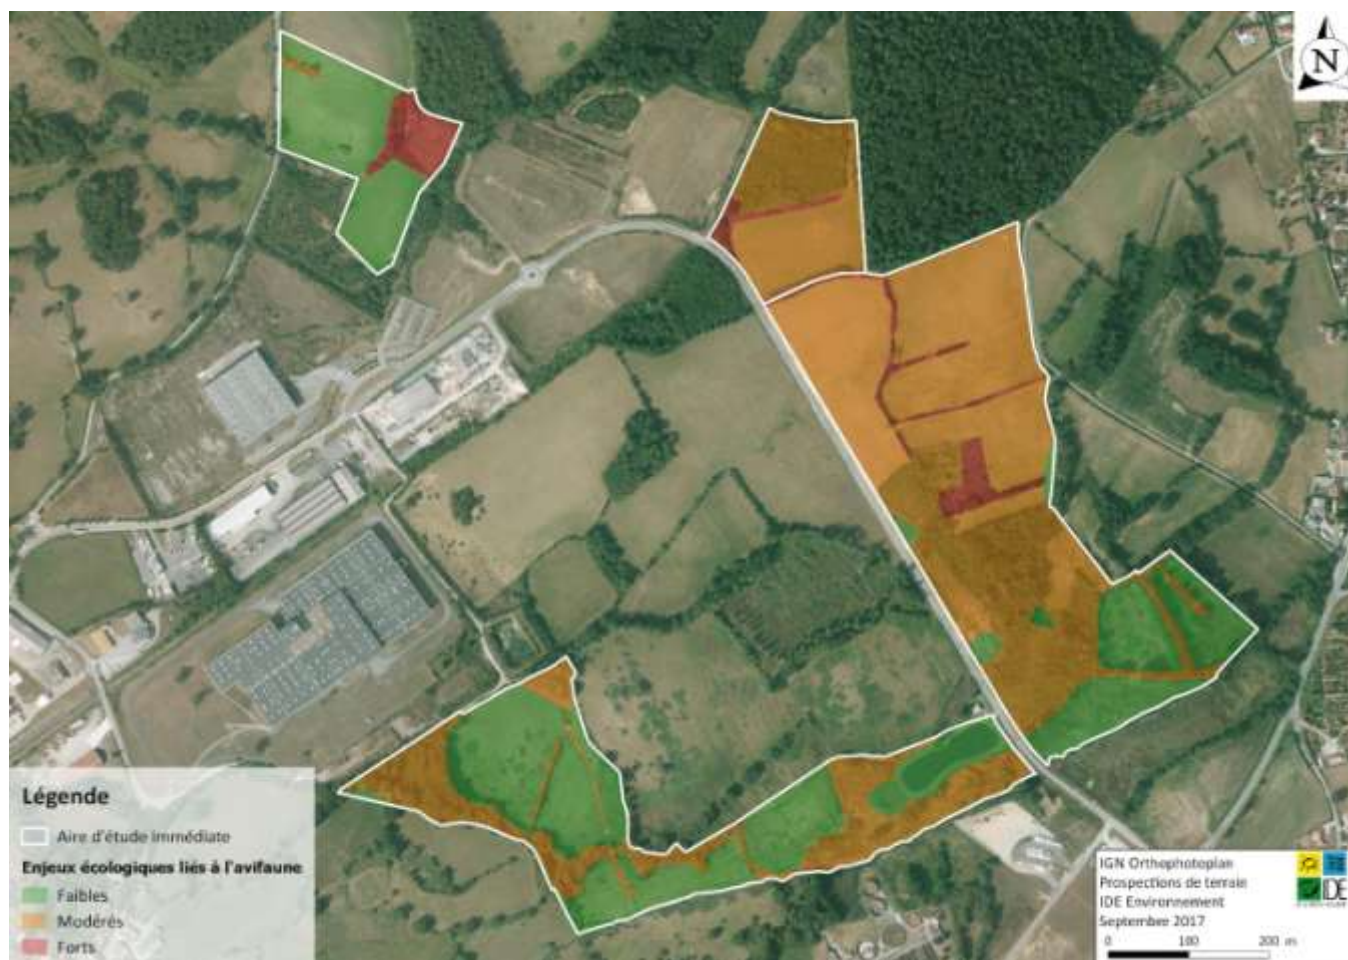 N
Légende
Aire d'étude immédiate
Enjeux écologiques liés à l'avifaune
Faibles
Modérés
Forts
IGN Orthophotoplan
Prospections de terrain
IDE Environnement
Septembre 2017
IDE
0 100 200 m